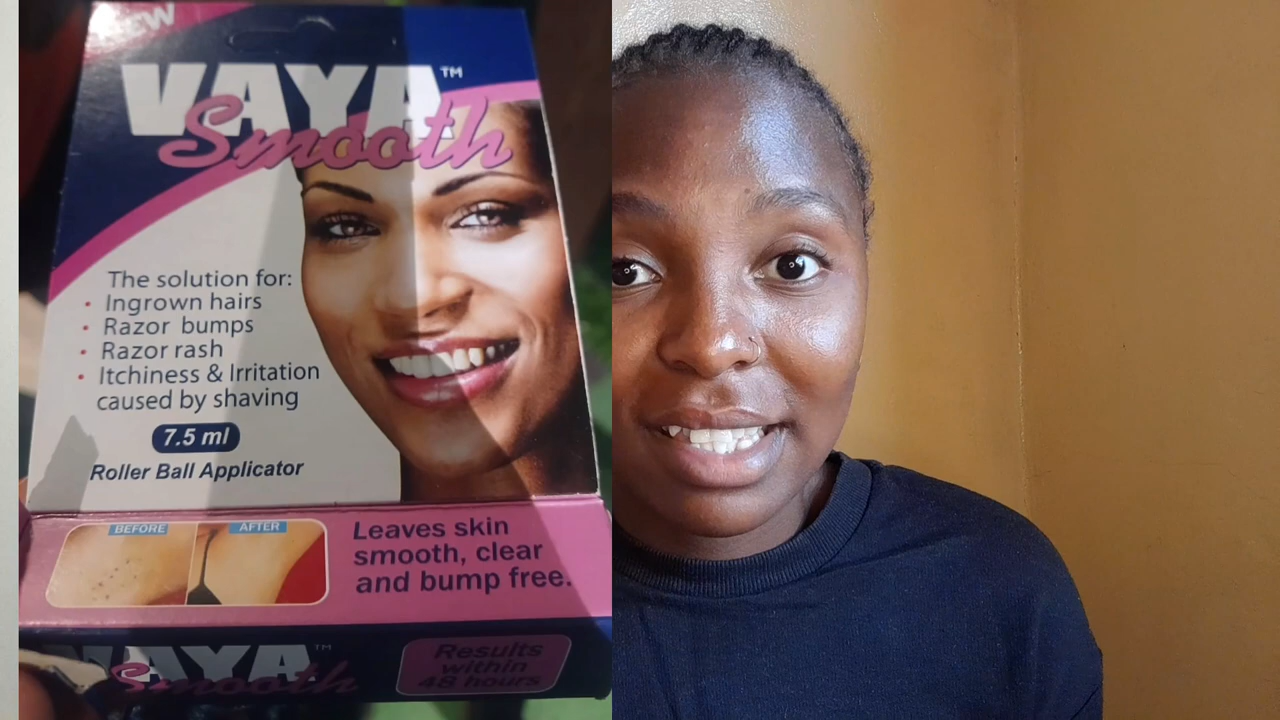 NEW
VAYA™
Smooth
The solution for:
• Ingrown hairs
• Razor bumps
• Razor rash
• Itchiness & Irritation
caused by shaving
7.5 ml
Roller Ball Applicator
BEFORE
AFTER
Leaves skin
smooth, clear
and bump free.
VAYA™
Smooth
Results
within
48 hours